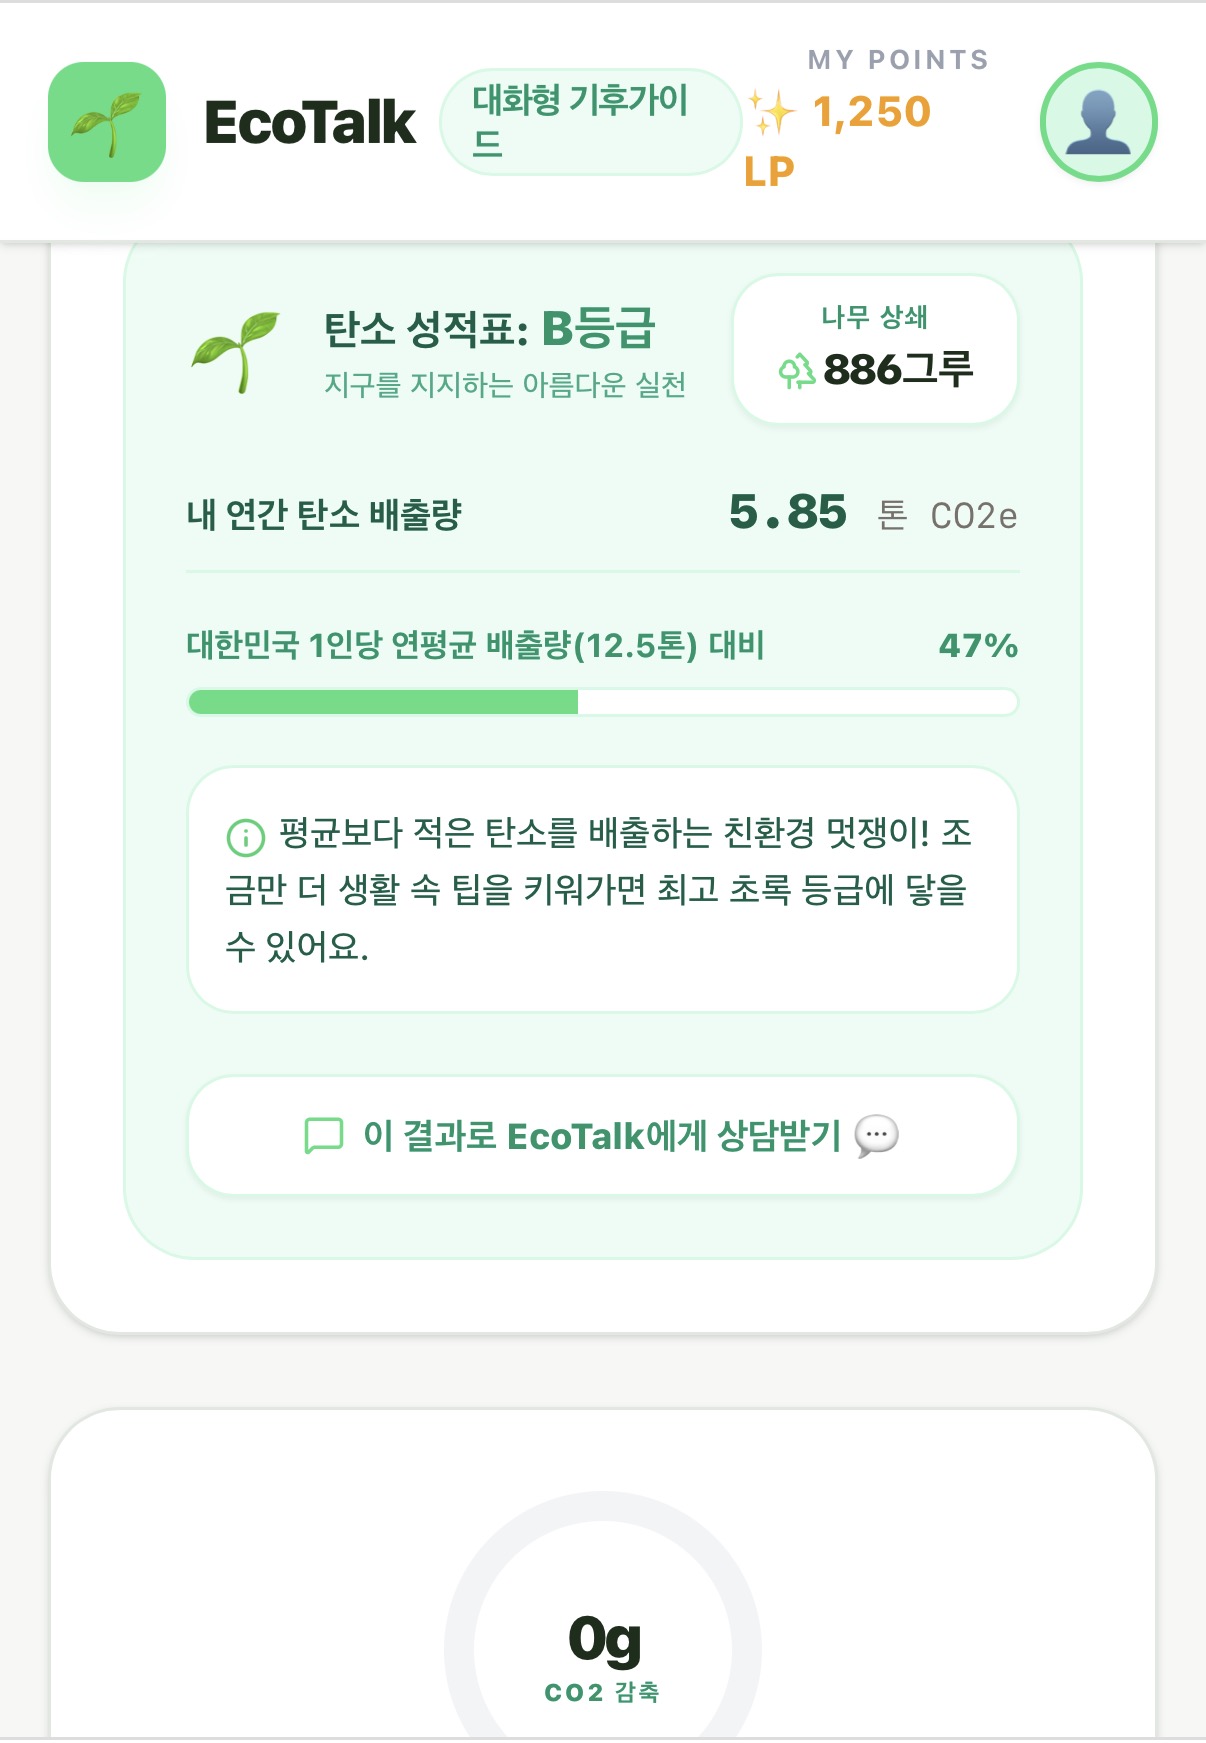 EcoTalk
대화형 기후가이
드
MY POINTS
✨ 1,250
LP
탄소 성적표: B등급
지구를 지지하는 아름다운 실천
나무 상쇄
886그루
내 연간 탄소 배출량
5.85 톤 CO2e
대한민국 1인당 연평균 배출량(12.5톤) 대비
47%
평균보다 적은 탄소를 배출하는 친환경 멋쟁이! 조
금만 더 생활 속 팁을 키워가면 최고 초록 등급에 닿을
수 있어요.
이 결과로 EcoTalk에게 상담받기 💬
0g
CO2 감축